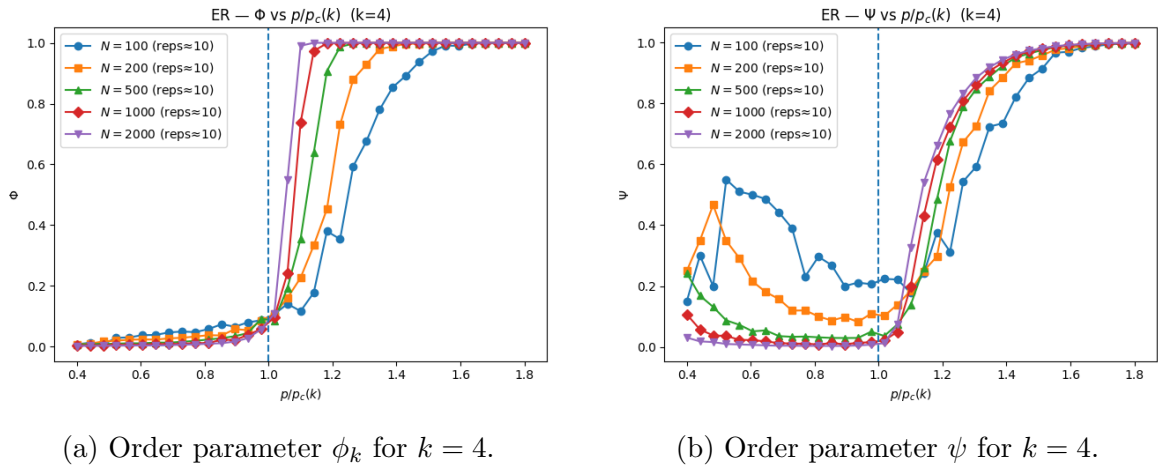 ER — Φ vs p/p_c(k) (k=4)
1.0
0.8
0.6
0.4
0.2
0.0
Φ
N = 100 (reps≈10)
N = 200 (reps≈10)
N = 500 (reps≈10)
N = 1000 (reps≈10)
N = 2000 (reps≈10)
0.4 0.6 0.8 1.0 1.2 1.4 1.6 1.8
p/p_c(k)
(a) Order parameter ϕ_k for k = 4.
ER — Ψ vs p/p_c(k) (k=4)
1.0
0.8
0.6
0.4
0.2
0.0
Ψ
N = 100 (reps≈10)
N = 200 (reps≈10)
N = 500 (reps≈10)
N = 1000 (reps≈10)
N = 2000 (reps≈10)
0.4 0.6 0.8 1.0 1.2 1.4 1.6 1.8
p/p_c(k)
(b) Order parameter ψ for k = 4.